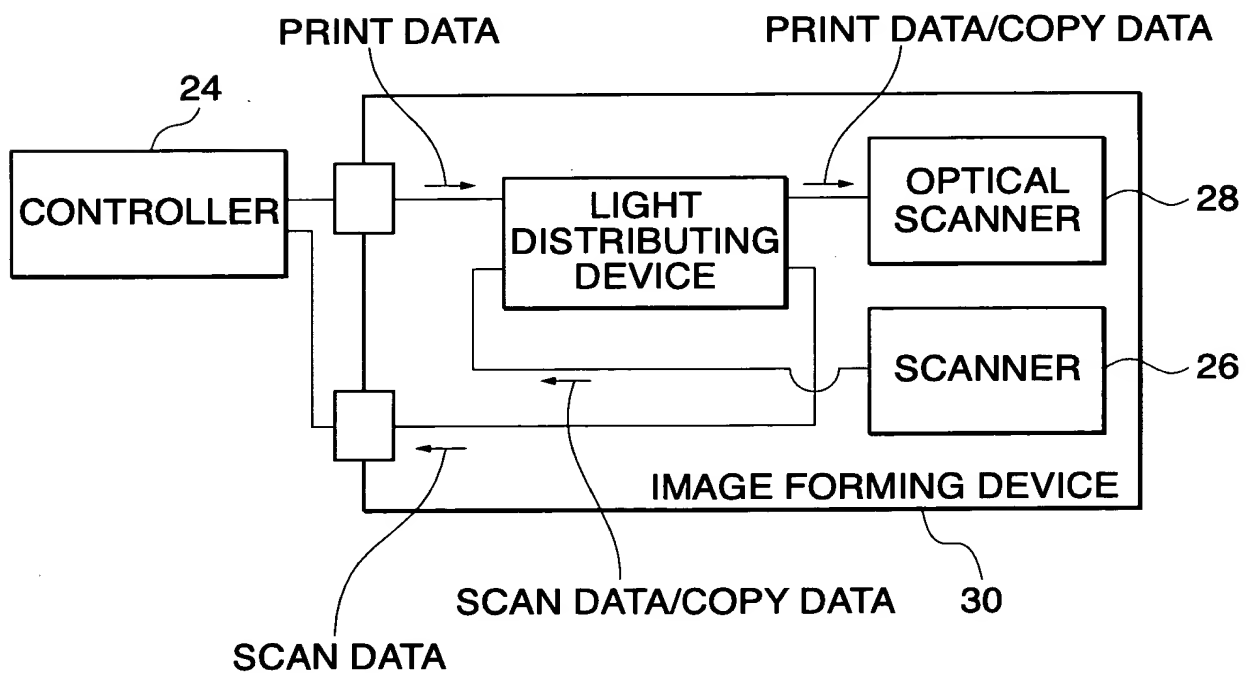 PRINT DATA
PRINT DATA/COPY DATA
24
CONTROLLER
LIGHT
DISTRIBUTING
DEVICE
OPTICAL
SCANNER
28
SCANNER
26
IMAGE FORMING DEVICE
SCAN DATA/COPY DATA
30
SCAN DATA